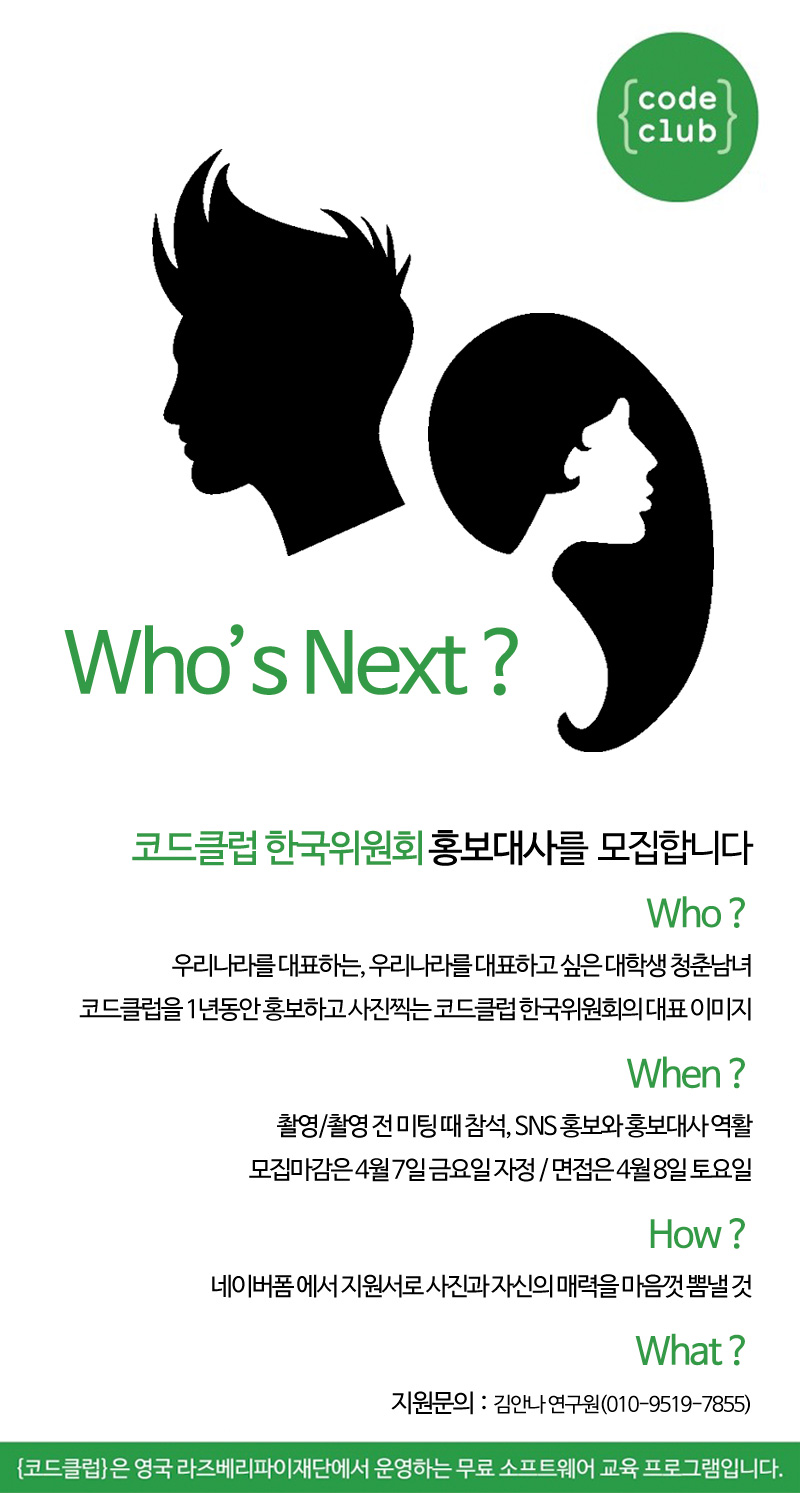 {code
club}
Who's Next ?
코드클럽 한국위원회 홍보대사를 모집합니다
Who ?
우리나라를 대표하는, 우리나라를 대표하고 싶은 대학생 청춘남녀
코드클럽을 1년동안 홍보하고 사진찍는 코드클럽 한국위원회의 대표 이미지
When ?
촬영/촬영 전 미팅 때 참석, SNS 홍보와 홍보대사 역활
모집마감은 4월 7일 금요일 자정 / 면접은 4월 8일 토요일
How ?
네이버폼 에서 지원서로 사진과 자신의 매력을 마음껏 뽐낼 것
What ?
지원문의 : 김안나 연구원(010-9519-7855)
{코드클럽}은 영국 라즈베리파이재단에서 운영하는 무료 소프트웨어 교육 프로그램입니다.